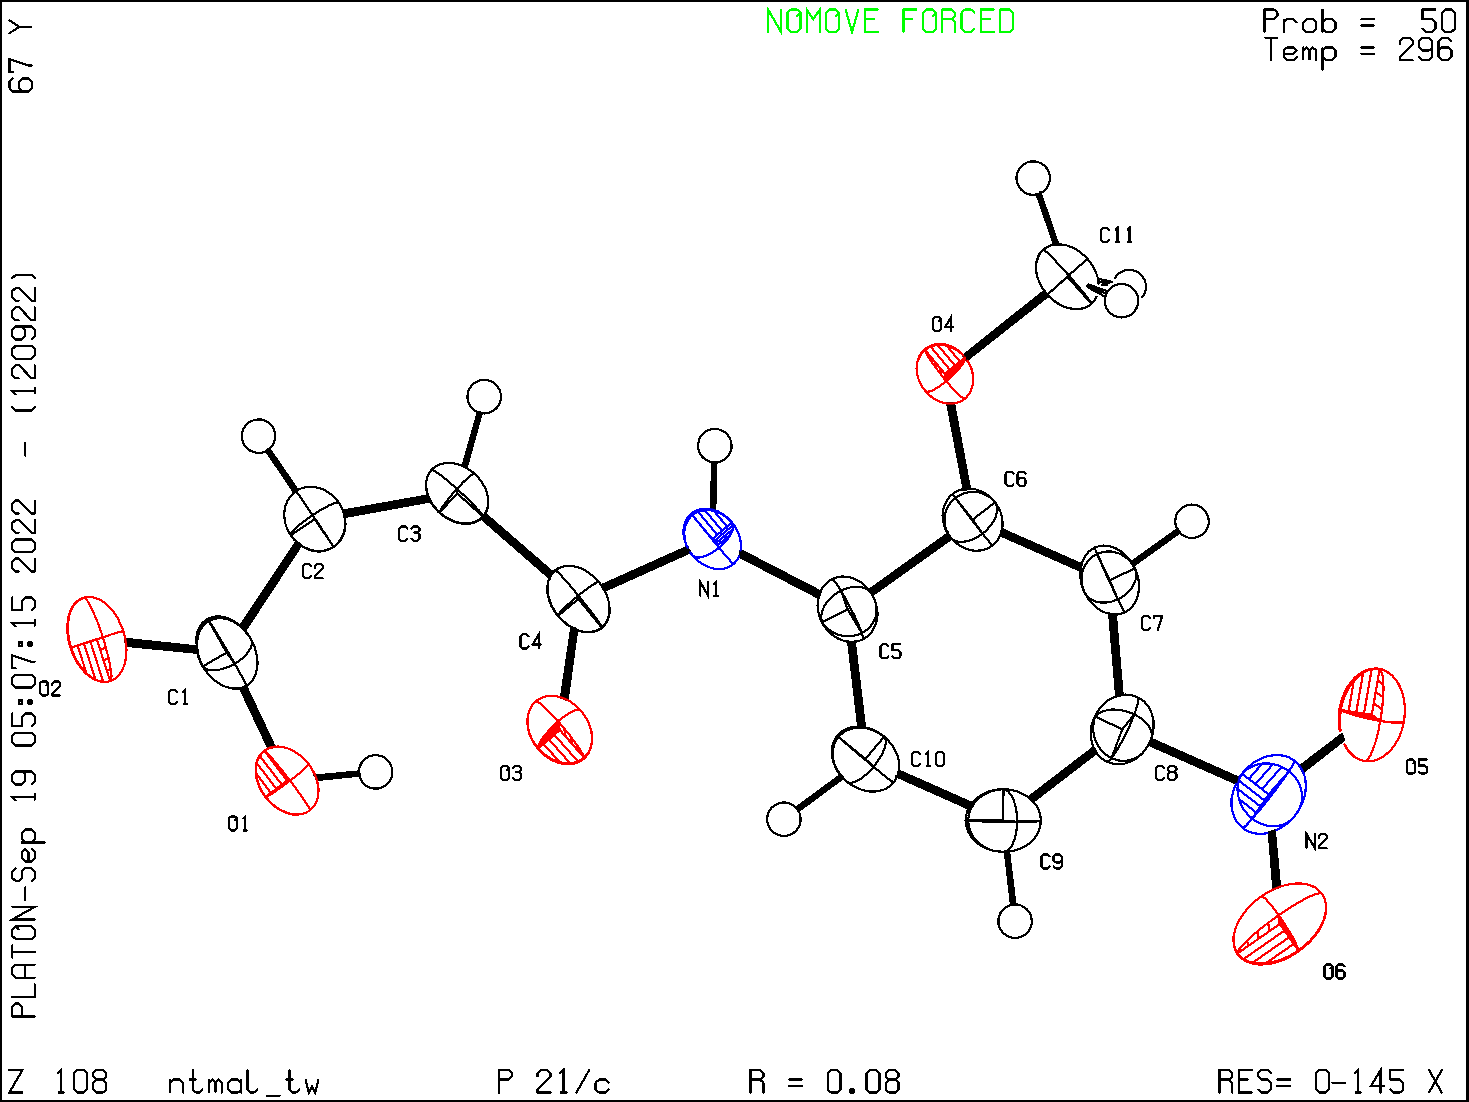 NOMOVE FORCED
Prob = 50
Temp = 296
67 Y
PLATON-Sep 19 05:07:15 2022 - (120922)
C11
O4
C6
C3
C2
N1
C7
C4
C5
O2
C1
O3
C10
C8
O5
O1
N2
C9
O6
Z 108 ntmal_tw P 21/c R = 0.08 RES= 0-145 X